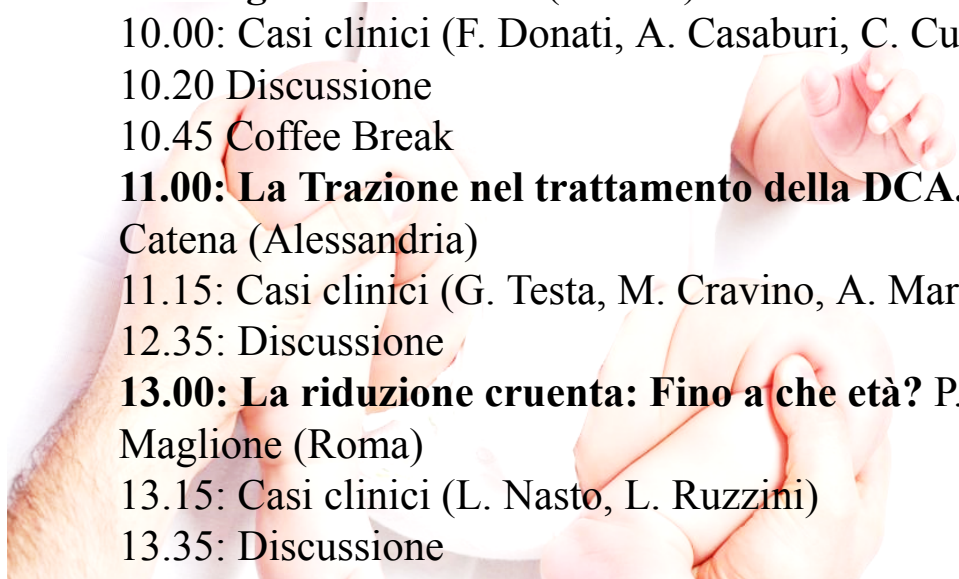 10.00: Casi clinici (F. Donati, A. Casaburi, C. Cu
10.20 Discussione
10.45 Coffee Break
11.00: La Trazione nel trattamento della DCA.
Catena (Alessandria)
11.15: Casi clinici (G. Testa, M. Cravino, A. Mar
12.35: Discussione
13.00: La riduzione cruenta: Fino a che età? P.
Maglione (Roma)
13.15: Casi clinici (L. Nasto, L. Ruzzini)
13.35: Discussione